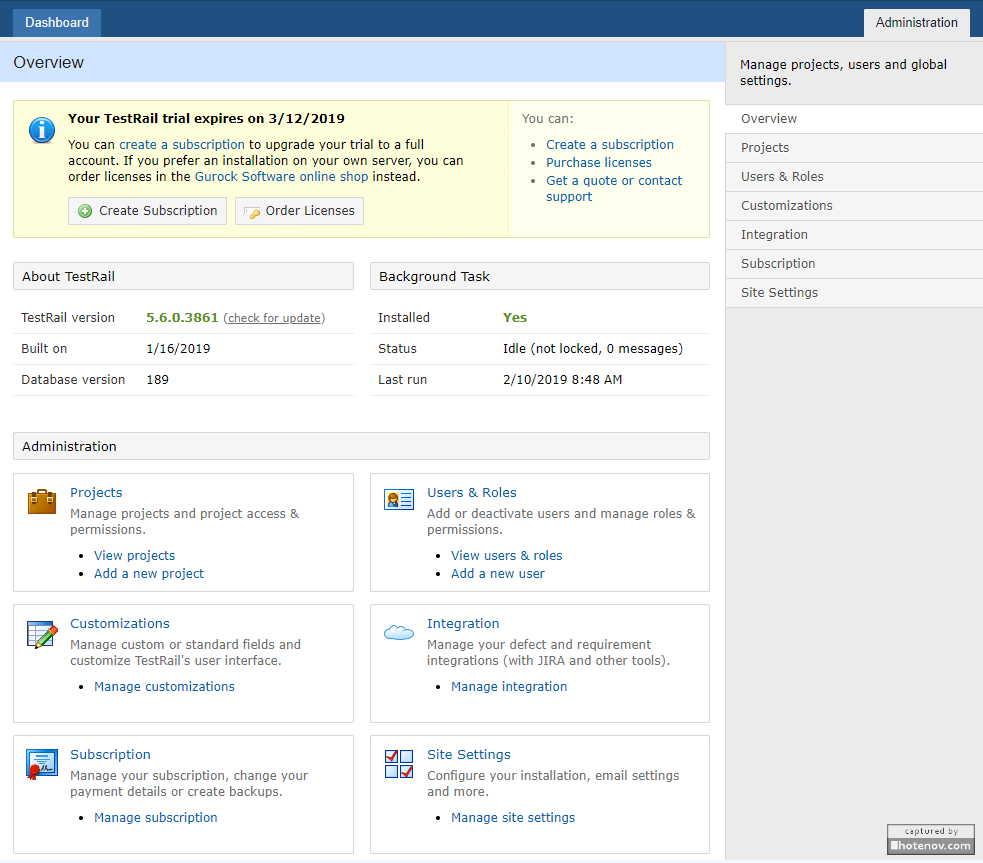 Dashboard
Administration
Overview
Manage projects, users and global
settings.
Overview
Projects
Users & Roles
Customizations
Integration
Subscription
Site Settings
Your TestRail trial expires on 3/12/2019
You can create a subscription to upgrade your trial to a full
account. If you prefer an installation on your own server, you can
order licenses in the Gurock Software online shop instead.
Create Subscription
Order Licenses
You can:
• Create a subscription
• Purchase licenses
• Get a quote or contact
support
About TestRail
TestRail version 5.6.0.3861 (check for update)
Built on 1/16/2019
Database version 189
Background Task
Installed Yes
Status Idle (not locked, 0 messages)
Last run 2/10/2019 8:48 AM
Administration
Projects
Manage projects and project access &
permissions.
• View projects
• Add a new project
Users & Roles
Add or deactivate users and manage roles &
permissions.
• View users & roles
• Add a new user
Customizations
Manage custom or standard fields and
customize TestRail's user interface.
• Manage customizations
Integration
Manage your defect and requirement
integrations (with JIRA and other tools).
• Manage integration
Subscription
Manage your subscription, change your
payment details or create backups.
• Manage subscription
Site Settings
Configure your installation, email settings
and more.
• Manage site settings
captured by
hotenov.com